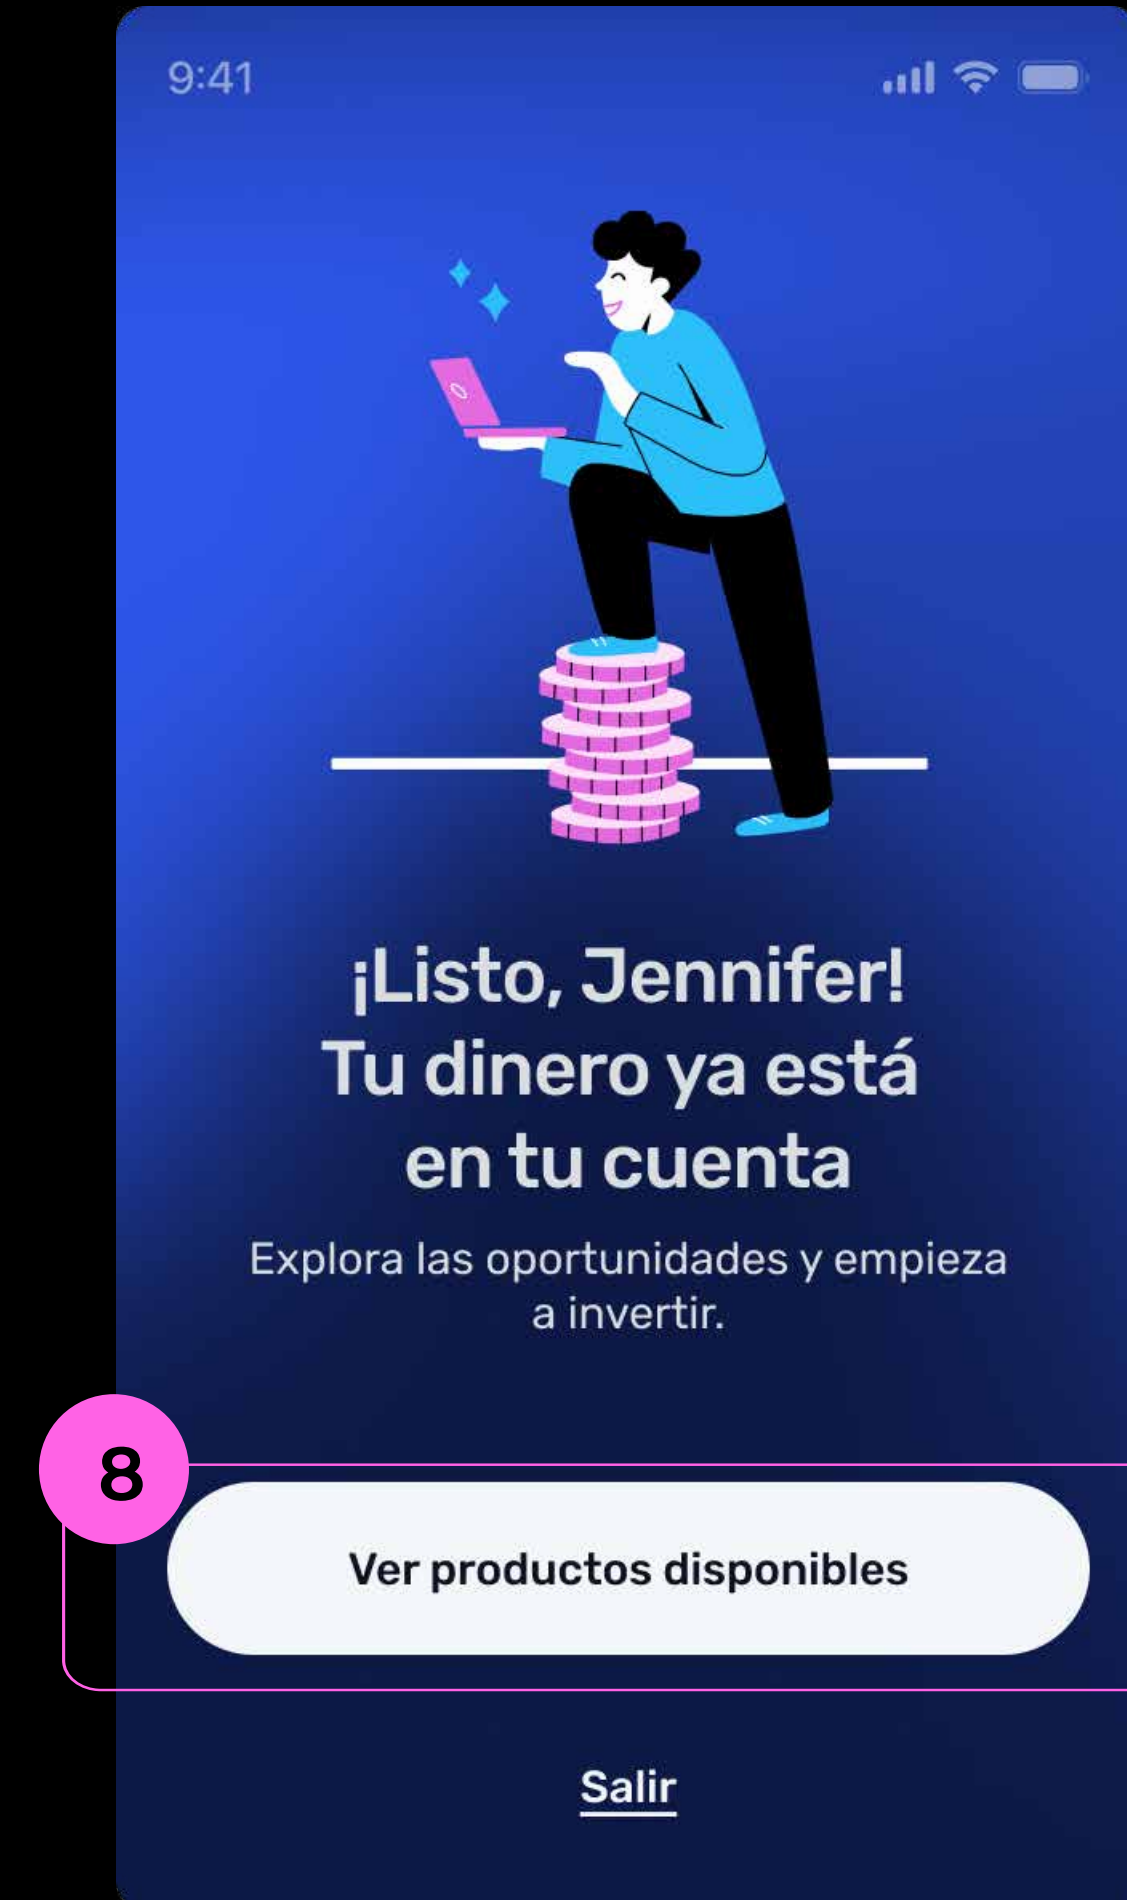 9:41
¡Listo, Jennifer!
Tu dinero ya está
en tu cuenta
Explora las oportunidades y empieza
a invertir.
8
Ver productos disponibles
Salir